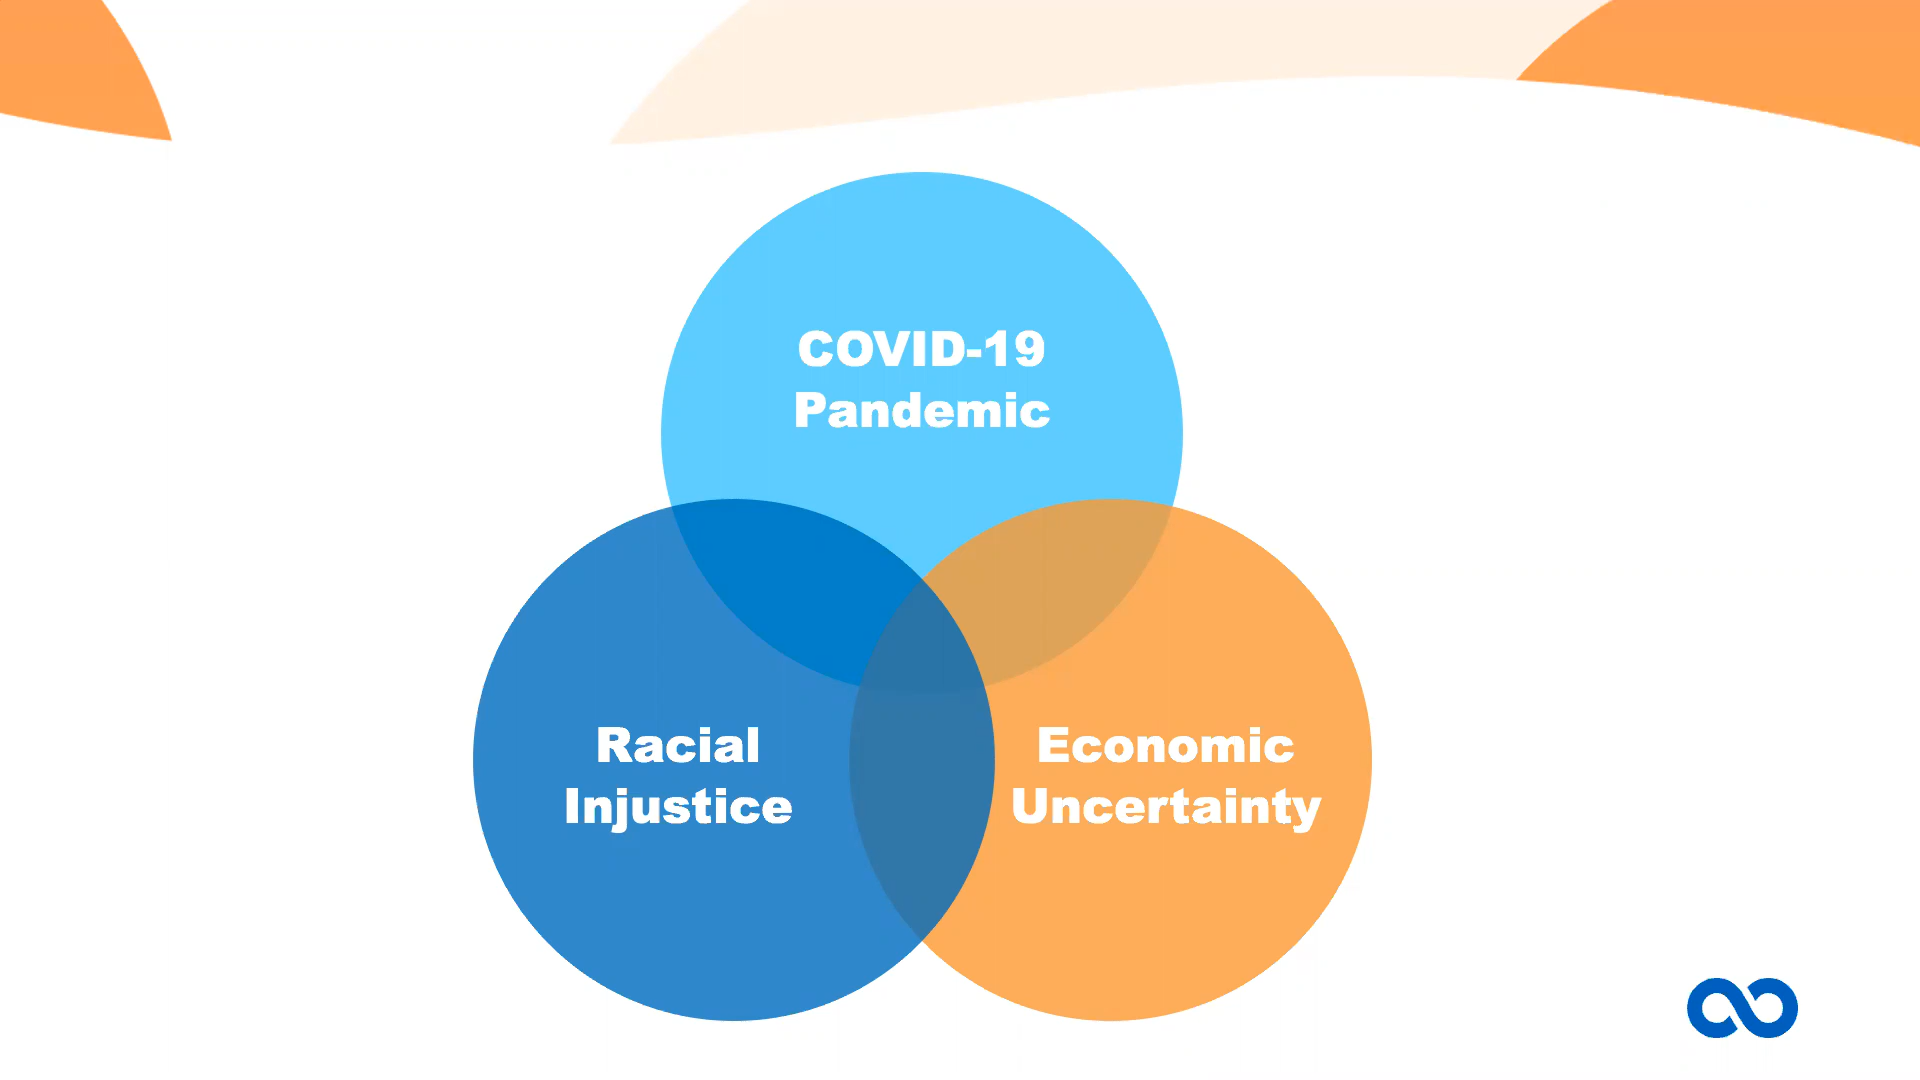 COVID-19
Pandemic
Racial
Injustice
Economic
Uncertainty